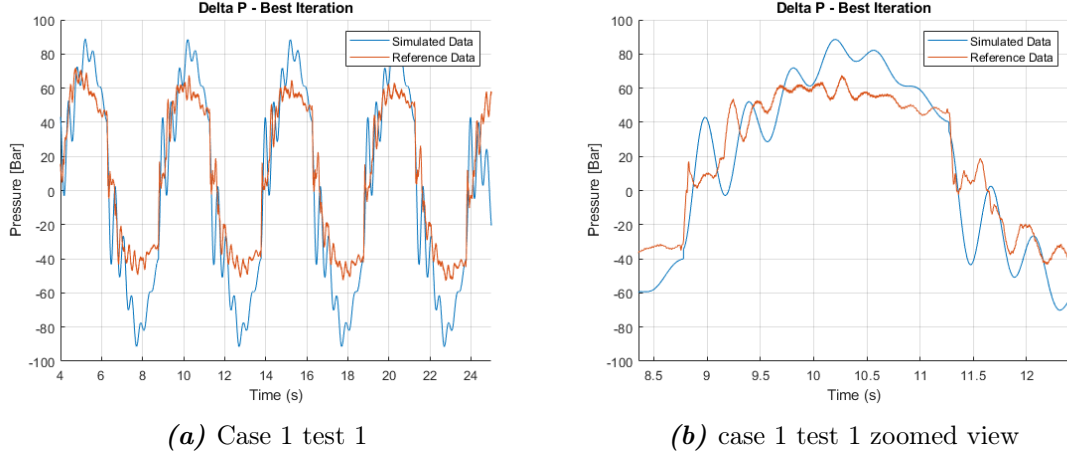 Delta P - Best Iteration
Simulated Data
Reference Data
100
80
60
40
20
0
-20
-40
-60
-80
-100
Pressure [Bar]
4 6 8 10 12 14 16 18 20 22 24
Time (s)
(a) Case 1 test 1
Delta P - Best Iteration
Simulated Data
Reference Data
100
80
60
40
20
0
-20
-40
-60
-80
-100
Pressure [Bar]
8.5 9 9.5 10 10.5 11 11.5 12
Time (s)
(b) case 1 test 1 zoomed view